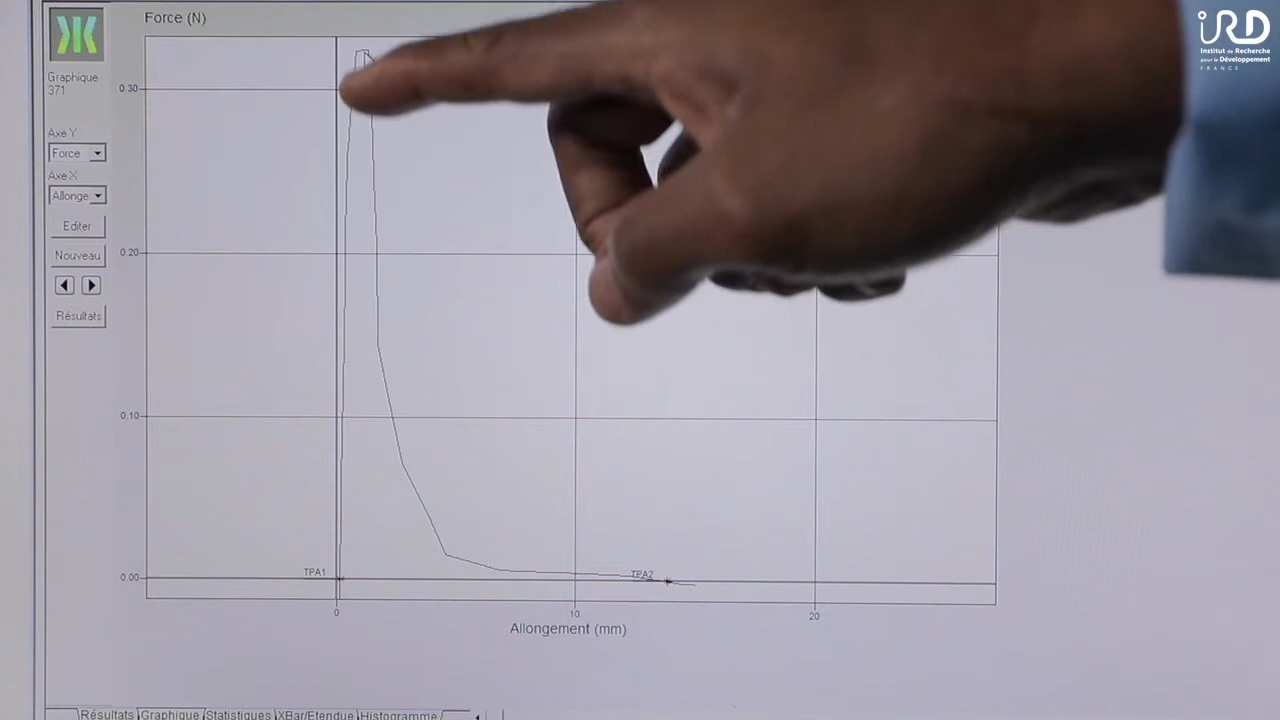 Force (N)
Graphique
371
Axe Y
Force
Axe X
Allonge
Editer
Nouveau
Résultats
0.30
0.20
0.10
0.00
TPA1
TPA2
0
10
20
Allongement (mm)
Résultats Graphique Statistiques XBar/Etendue Histogramme
IRD
Institut de Recherche
pour le Développement
FRANCE